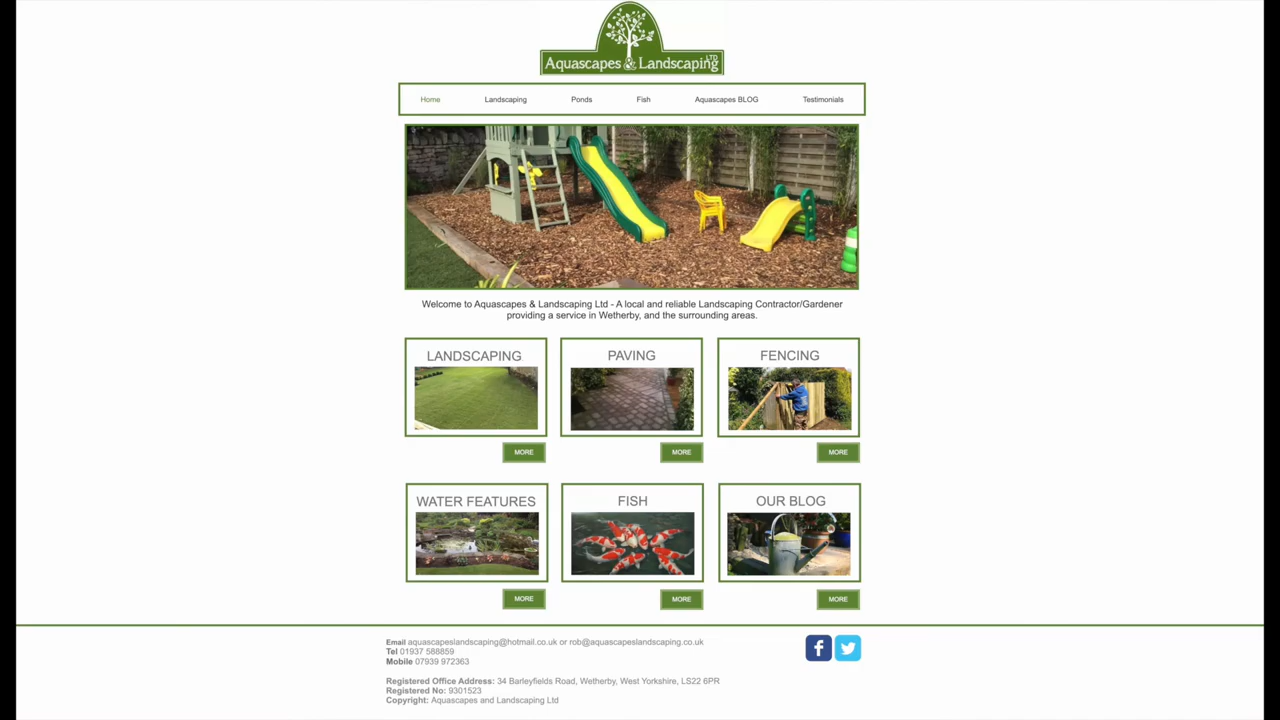 Aquascapes & Landscaping LTD
Home Landscaping Ponds Fish Aquascapes BLOG Testimonials
Welcome to Aquascapes & Landscaping Ltd - A local and reliable Landscaping Contractor/Gardener
providing a service in Wetherby, and the surrounding areas.
LANDSCAPING PAVING FENCING
MORE MORE MORE
WATER FEATURES FISH OUR BLOG
MORE MORE MORE
Email aquascapeslandscaping@hotmail.co.uk or rob@aquascapeslandscaping.co.uk
Tel 01937 588859
Mobile 07939 972363
Registered Office Address: 34 Barleyfields Road, Wetherby, West Yorkshire, LS22 6PR
Registered No: 9301523
Copyright: Aquascapes and Landscaping Ltd